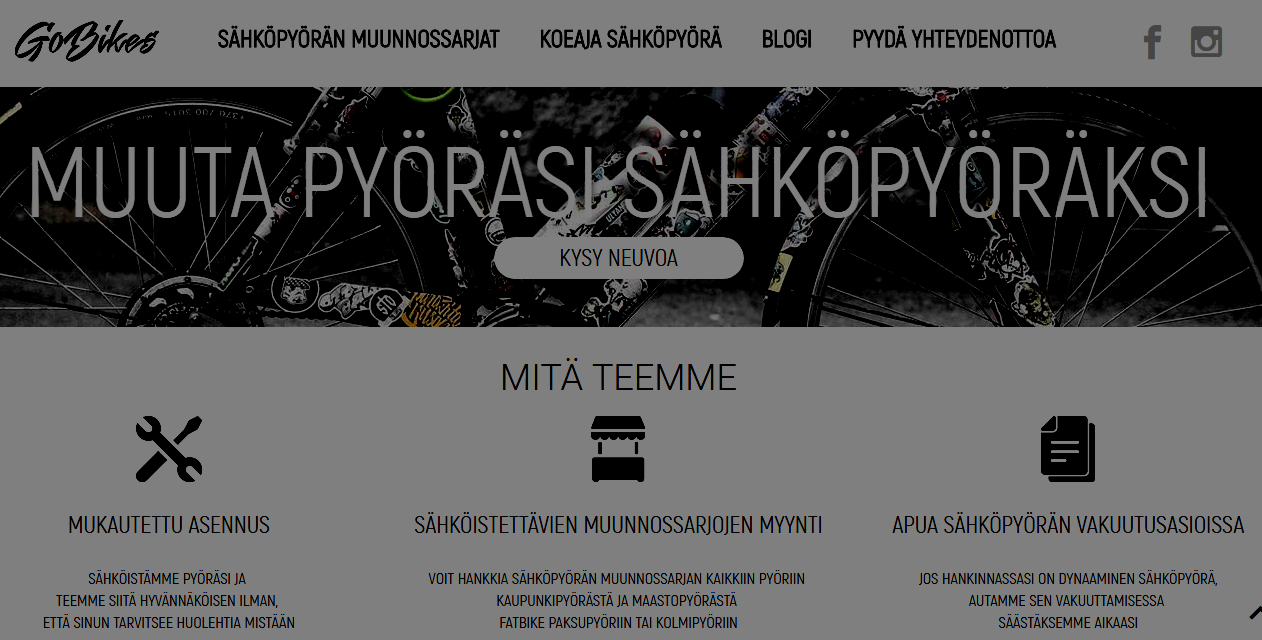 GoBikes
SÄHKÖPYÖRÄN MUUNNOSSARJAT
KOEAJA SÄHKÖPYÖRÄ
BLOGI
PYYDÄ YHTEYDENOTTOA
MUUTA PYÖRÄSI SÄHKÖPYÖRÄKSI
KYSY NEUVOA
MITÄ TEEMME
MUKAUTETTU ASENNUS
SÄHKÖISTÄMME PYÖRÄSI JA
TEEMME SIITÄ HYVÄNNÄKÖISEN ILMAN,
ETTÄ SINUN TARVITSEE HUOLEHTIA MISTÄÄN
SÄHKÖISTETTÄVIEN MUUNNOSSARJOJEN MYYNTI
VOIT HANKKIA SÄHKÖPYÖRÄN MUUNNOSSARJAN KAIKKIIN PYÖRIIN
KAUPUNKIPYÖRÄSTÄ JA MAASTOPYÖRÄSTÄ
FATBIKE PAKSUPYÖRIIN TAI KOLMIPYÖRIIN
APUA SÄHKÖPYÖRÄN VAKUUTUSASIOISSA
JOS HANKINNASSASI ON DYNAAMINEN SÄHKÖPYÖRÄ,
AUTAMME SEN VAKUUTTAMISESSA
SÄÄSTÄKSEMME AIKAASI